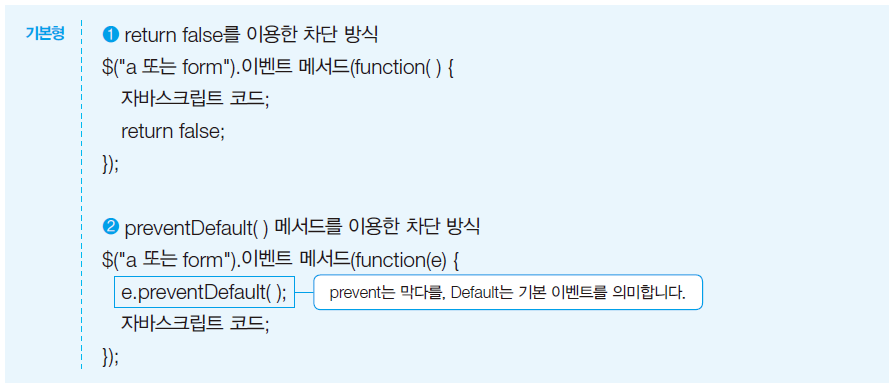 기본형
❶ return false를 이용한 차단 방식
$("a 또는 form").이벤트 메서드(function( ) {
자바스크립트 코드;
return false;
});
❷ preventDefault( ) 메서드를 이용한 차단 방식
$("a 또는 form").이벤트 메서드(function(e) {
e.preventDefault( );
prevent는 막다를, Default는 기본 이벤트를 의미합니다.
자바스크립트 코드;
});